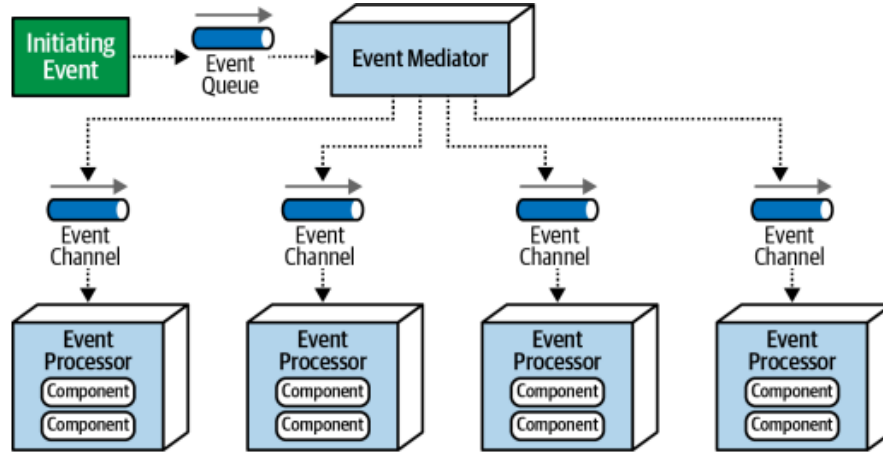 Initiating
Event
Event
Queue
Event Mediator
Event
Channel
Event
Channel
Event
Channel
Event
Channel
Event
Processor
Component
Component
Event
Processor
Component
Component
Event
Processor
Component
Component
Event
Processor
Component
Component